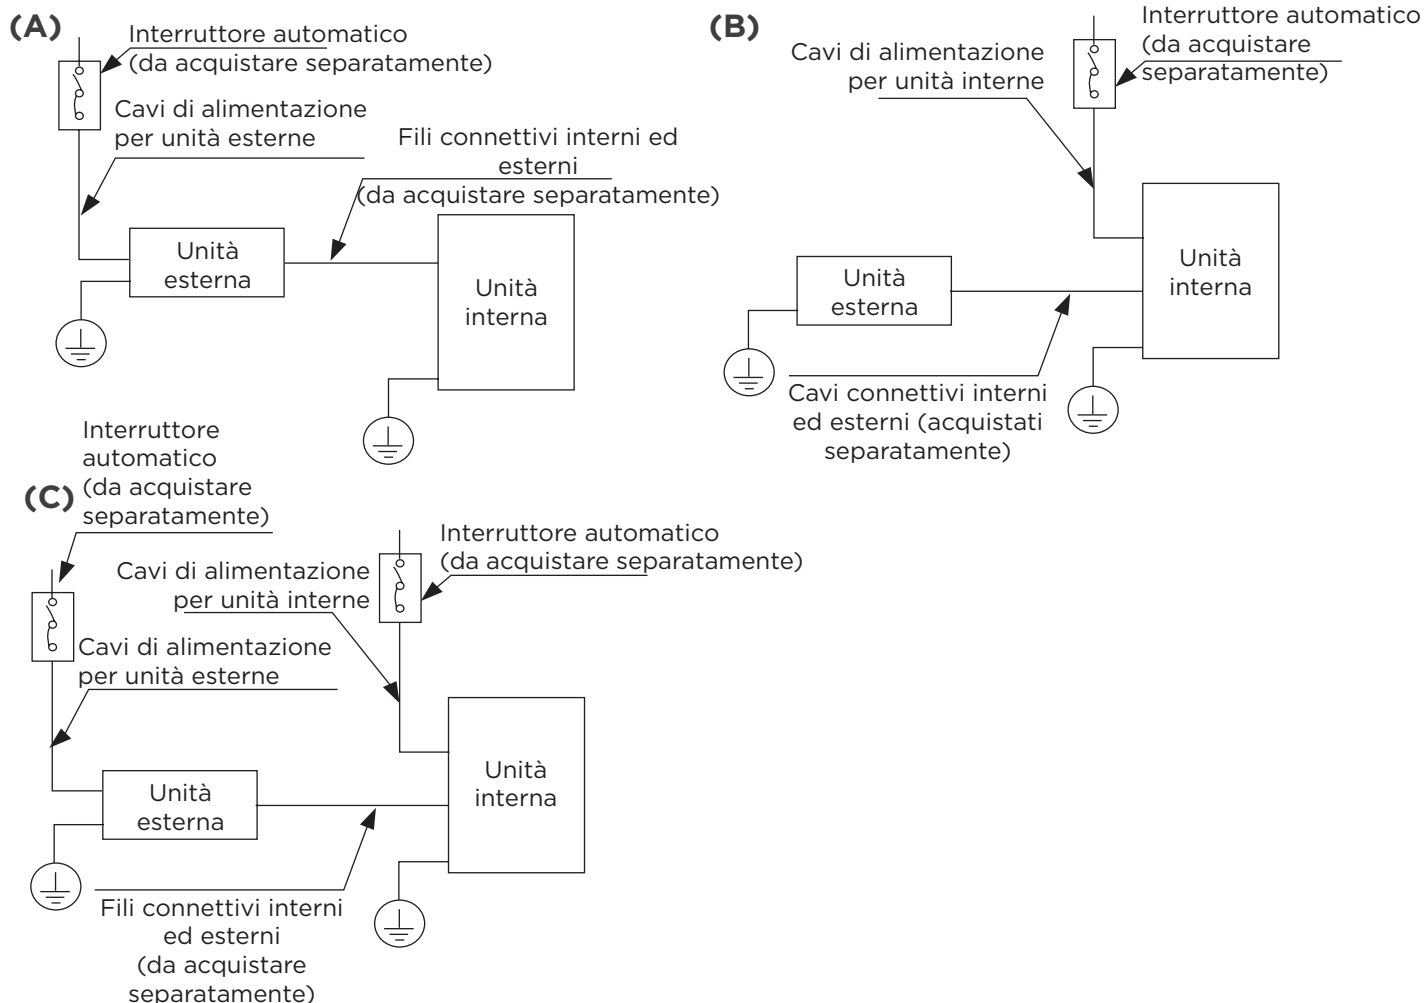 (A)
Interruttore automatico
(da acquistare separatamente)
Cavi di alimentazione
per unità esterne
Fili connettivi interni ed
esterni
(da acquistare separatamente)
Unità
esterna
Unità
interna
(B)
Interruttore automatico
(da acquistare
separatamente)
Cavi di alimentazione
per unità interne
Unità
esterna
Unità
interna
Cavi connettivi interni
ed esterni (acquistati
separatamente)
(C)
Interruttore
automatico
(da acquistare
separatamente)
Interruttore automatico
(da acquistare separatamente)
Cavi di alimentazione
per unità interne
Cavi di alimentazione
per unità esterne
Unità
esterna
Unità
interna
Fili connettivi interni
ed esterni
(da acquistare
separatamente)